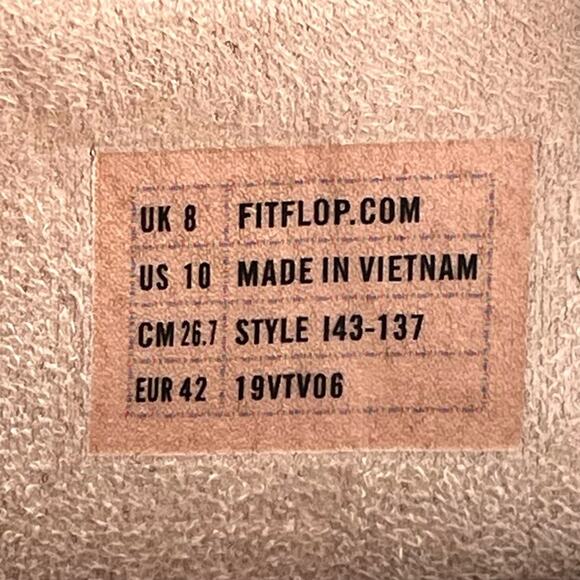 UK 8 FITFLOP.COM
US 10 MADE IN VIETNAM
CM 26.7 STYLE I43-137
EUR 42 19VTV06